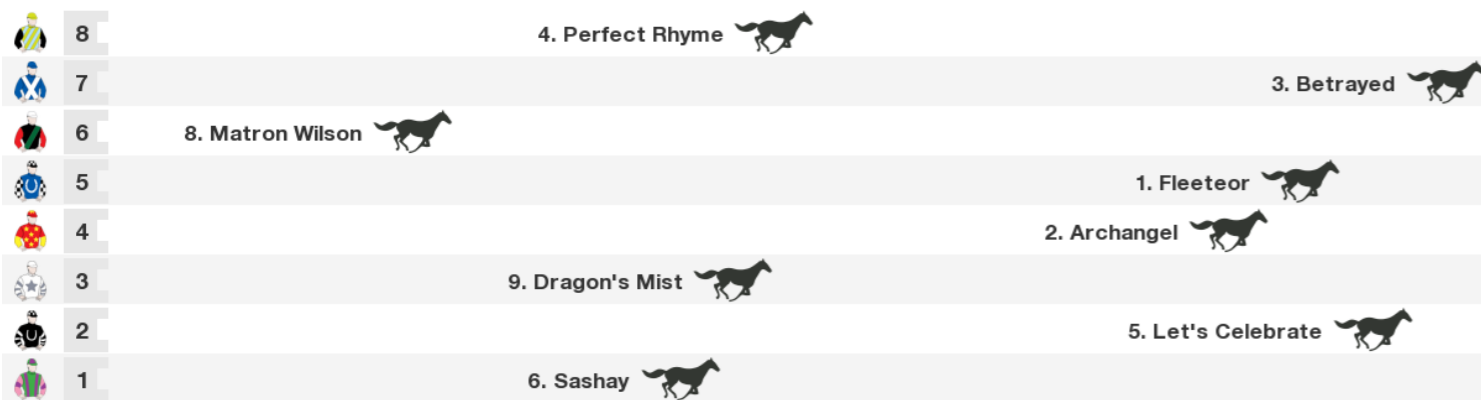 8 4. Perfect Rhyme
7 3. Betrayed
6 8. Matron Wilson
5 1. Fleeteor
4 2. Archangel
3 9. Dragon's Mist
2 5. Let's Celebrate
1 6. Sashay